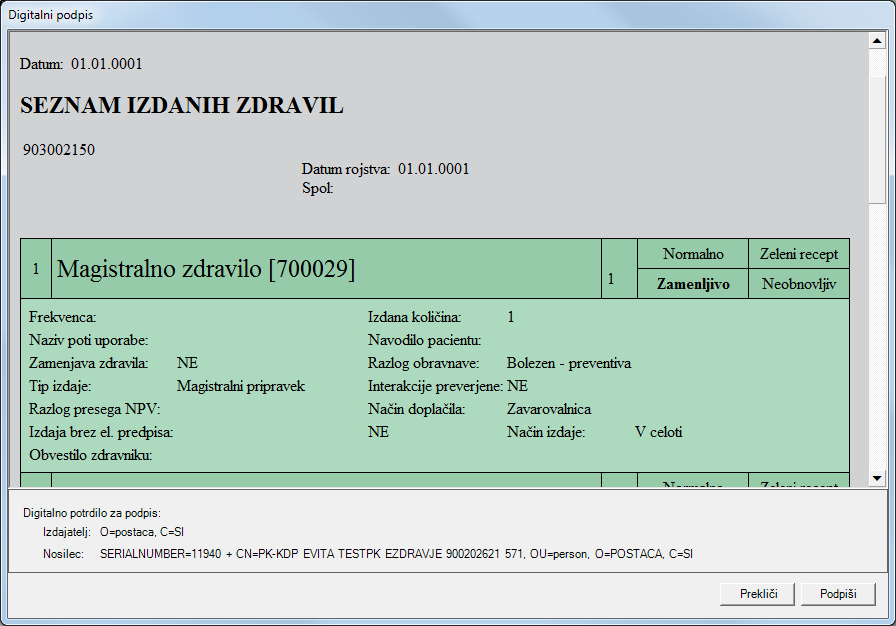 Digitalni podpis
Datum: 01.01.0001
SEZNAM IZDANIH ZDRAVIL
903002150
Datum rojstva: 01.01.0001
Spol:
1 Magistralno zdravilo [700029] 1 Normalno Zeleni recept
Zamenljivo Neobnovljiv
Frekvenca: Izdana količina: 1
Naziv poti uporabe: Navodilo pacientu:
Zamenjava zdravila: NE Razlog obravnave: Bolezen - preventiva
Tip izdaje: Magistralni pripravek Interakcije preverjene: NE
Razlog presega NPV: Način doplačila: Zavarovalnica
Izdaja brez el. predpisa: NE Način izdaje: V celoti
Obvestilo zdravniku:
Normalno Zeleni recept
Digitalno potrdilo za podpis:
Izdajatelj: O=postaca, C=SI
Nosilec: SERIALNUMBER=11940 + CN=PK-KDP EVITA TESTPK EZDRAVJE 900202621 571, OU=person, O=POSTACA, C=SI
Prekliči Podpiši